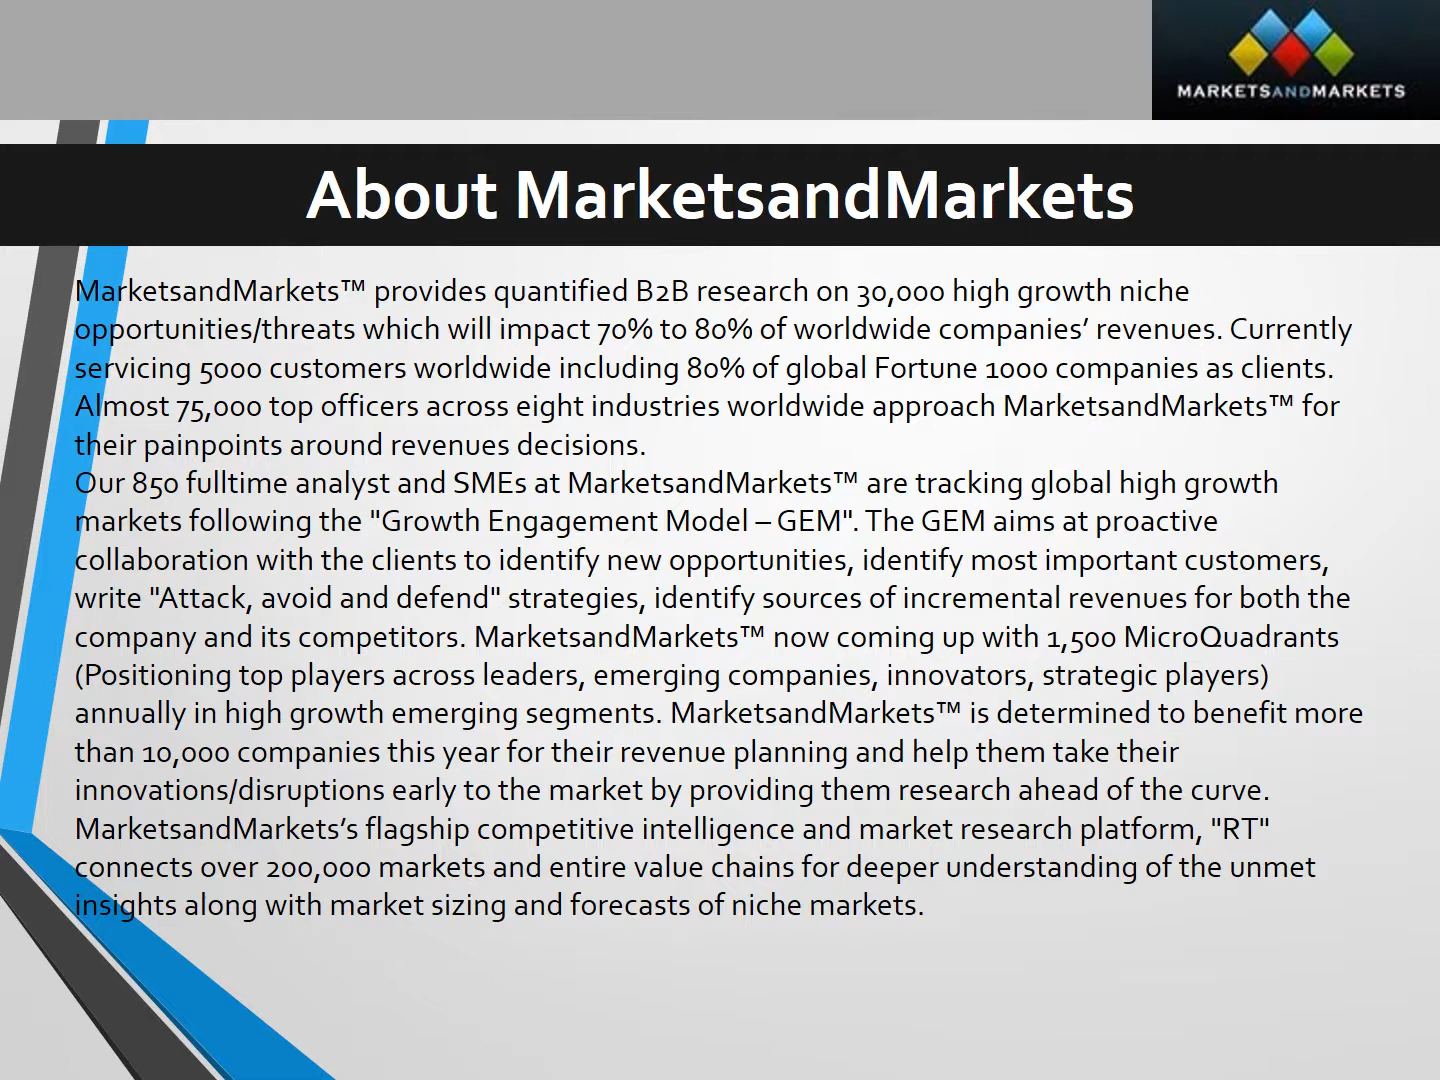 MARKETSANDMARKETS
About MarketsandMarkets
MarketsandMarkets™ provides quantified B2B research on 30,000 high growth niche
opportunities/threats which will impact 70% to 80% of worldwide companies’ revenues. Currently
servicing 5000 customers worldwide including 80% of global Fortune 1000 companies as clients.
Almost 75,000 top officers across eight industries worldwide approach MarketsandMarkets™ for
their painpoints around revenues decisions.
Our 850 fulltime analyst and SMEs at MarketsandMarkets™ are tracking global high growth
markets following the "Growth Engagement Model – GEM". The GEM aims at proactive
collaboration with the clients to identify new opportunities, identify most important customers,
write "Attack, avoid and defend" strategies, identify sources of incremental revenues for both the
company and its competitors. MarketsandMarkets™ now coming up with 1,500 MicroQuadrants
(Positioning top players across leaders, emerging companies, innovators, strategic players)
annually in high growth emerging segments. MarketsandMarkets™ is determined to benefit more
than 10,000 companies this year for their revenue planning and help them take their
innovations/disruptions early to the market by providing them research ahead of the curve.
MarketsandMarkets’s flagship competitive intelligence and market research platform, "RT"
connects over 200,000 markets and entire value chains for deeper understanding of the unmet
insights along with market sizing and forecasts of niche markets.